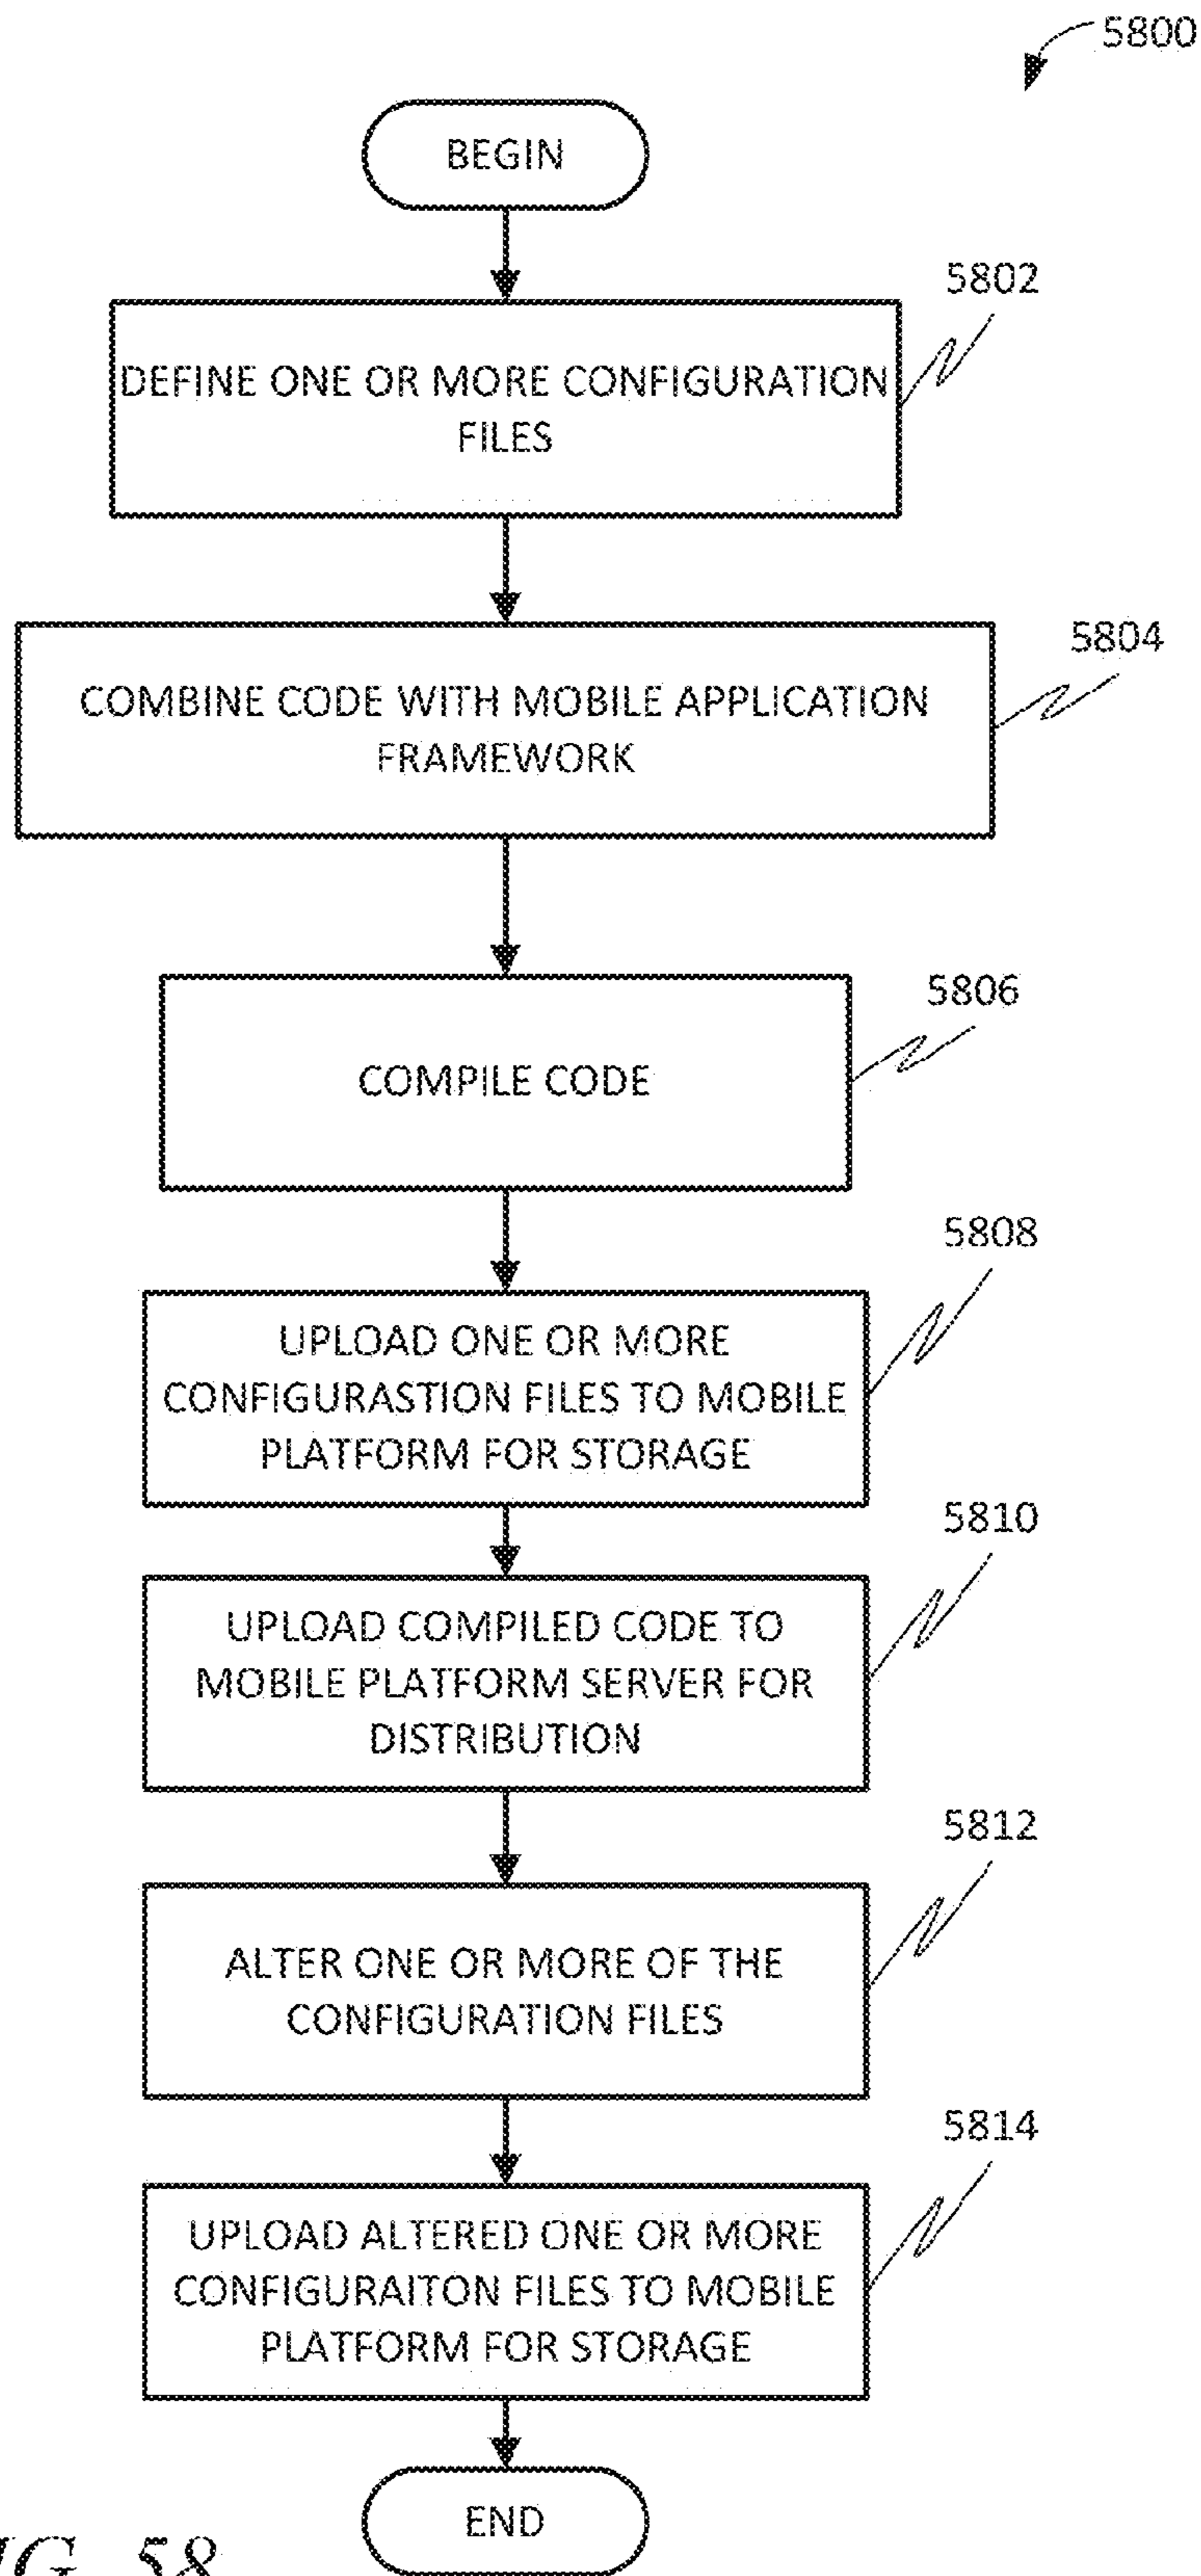 5800
BEGIN
5802
DEFINE ONE OR MORE CONFIGURATION
FILES
5804
COMBINE CODE WITH MOBILE APPLICATION
FRAMEWORK
5806
COMPILE CODE
5808
UPLOAD ONE OR MORE
CONFIGURASTION FILES TO MOBILE
PLATFORM FOR STORAGE
5810
UPLOAD COMPILED CODE TO
MOBILE PLATFORM SERVER FOR
DISTRIBUTION
5812
ALTER ONE OR MORE OF THE
CONFIGURATION FILES
5814
UPLOAD ALTERED ONE OR MORE
CONFIGURAITON FILES TO MOBILE
PLATFORM FOR STORAGE
END
58